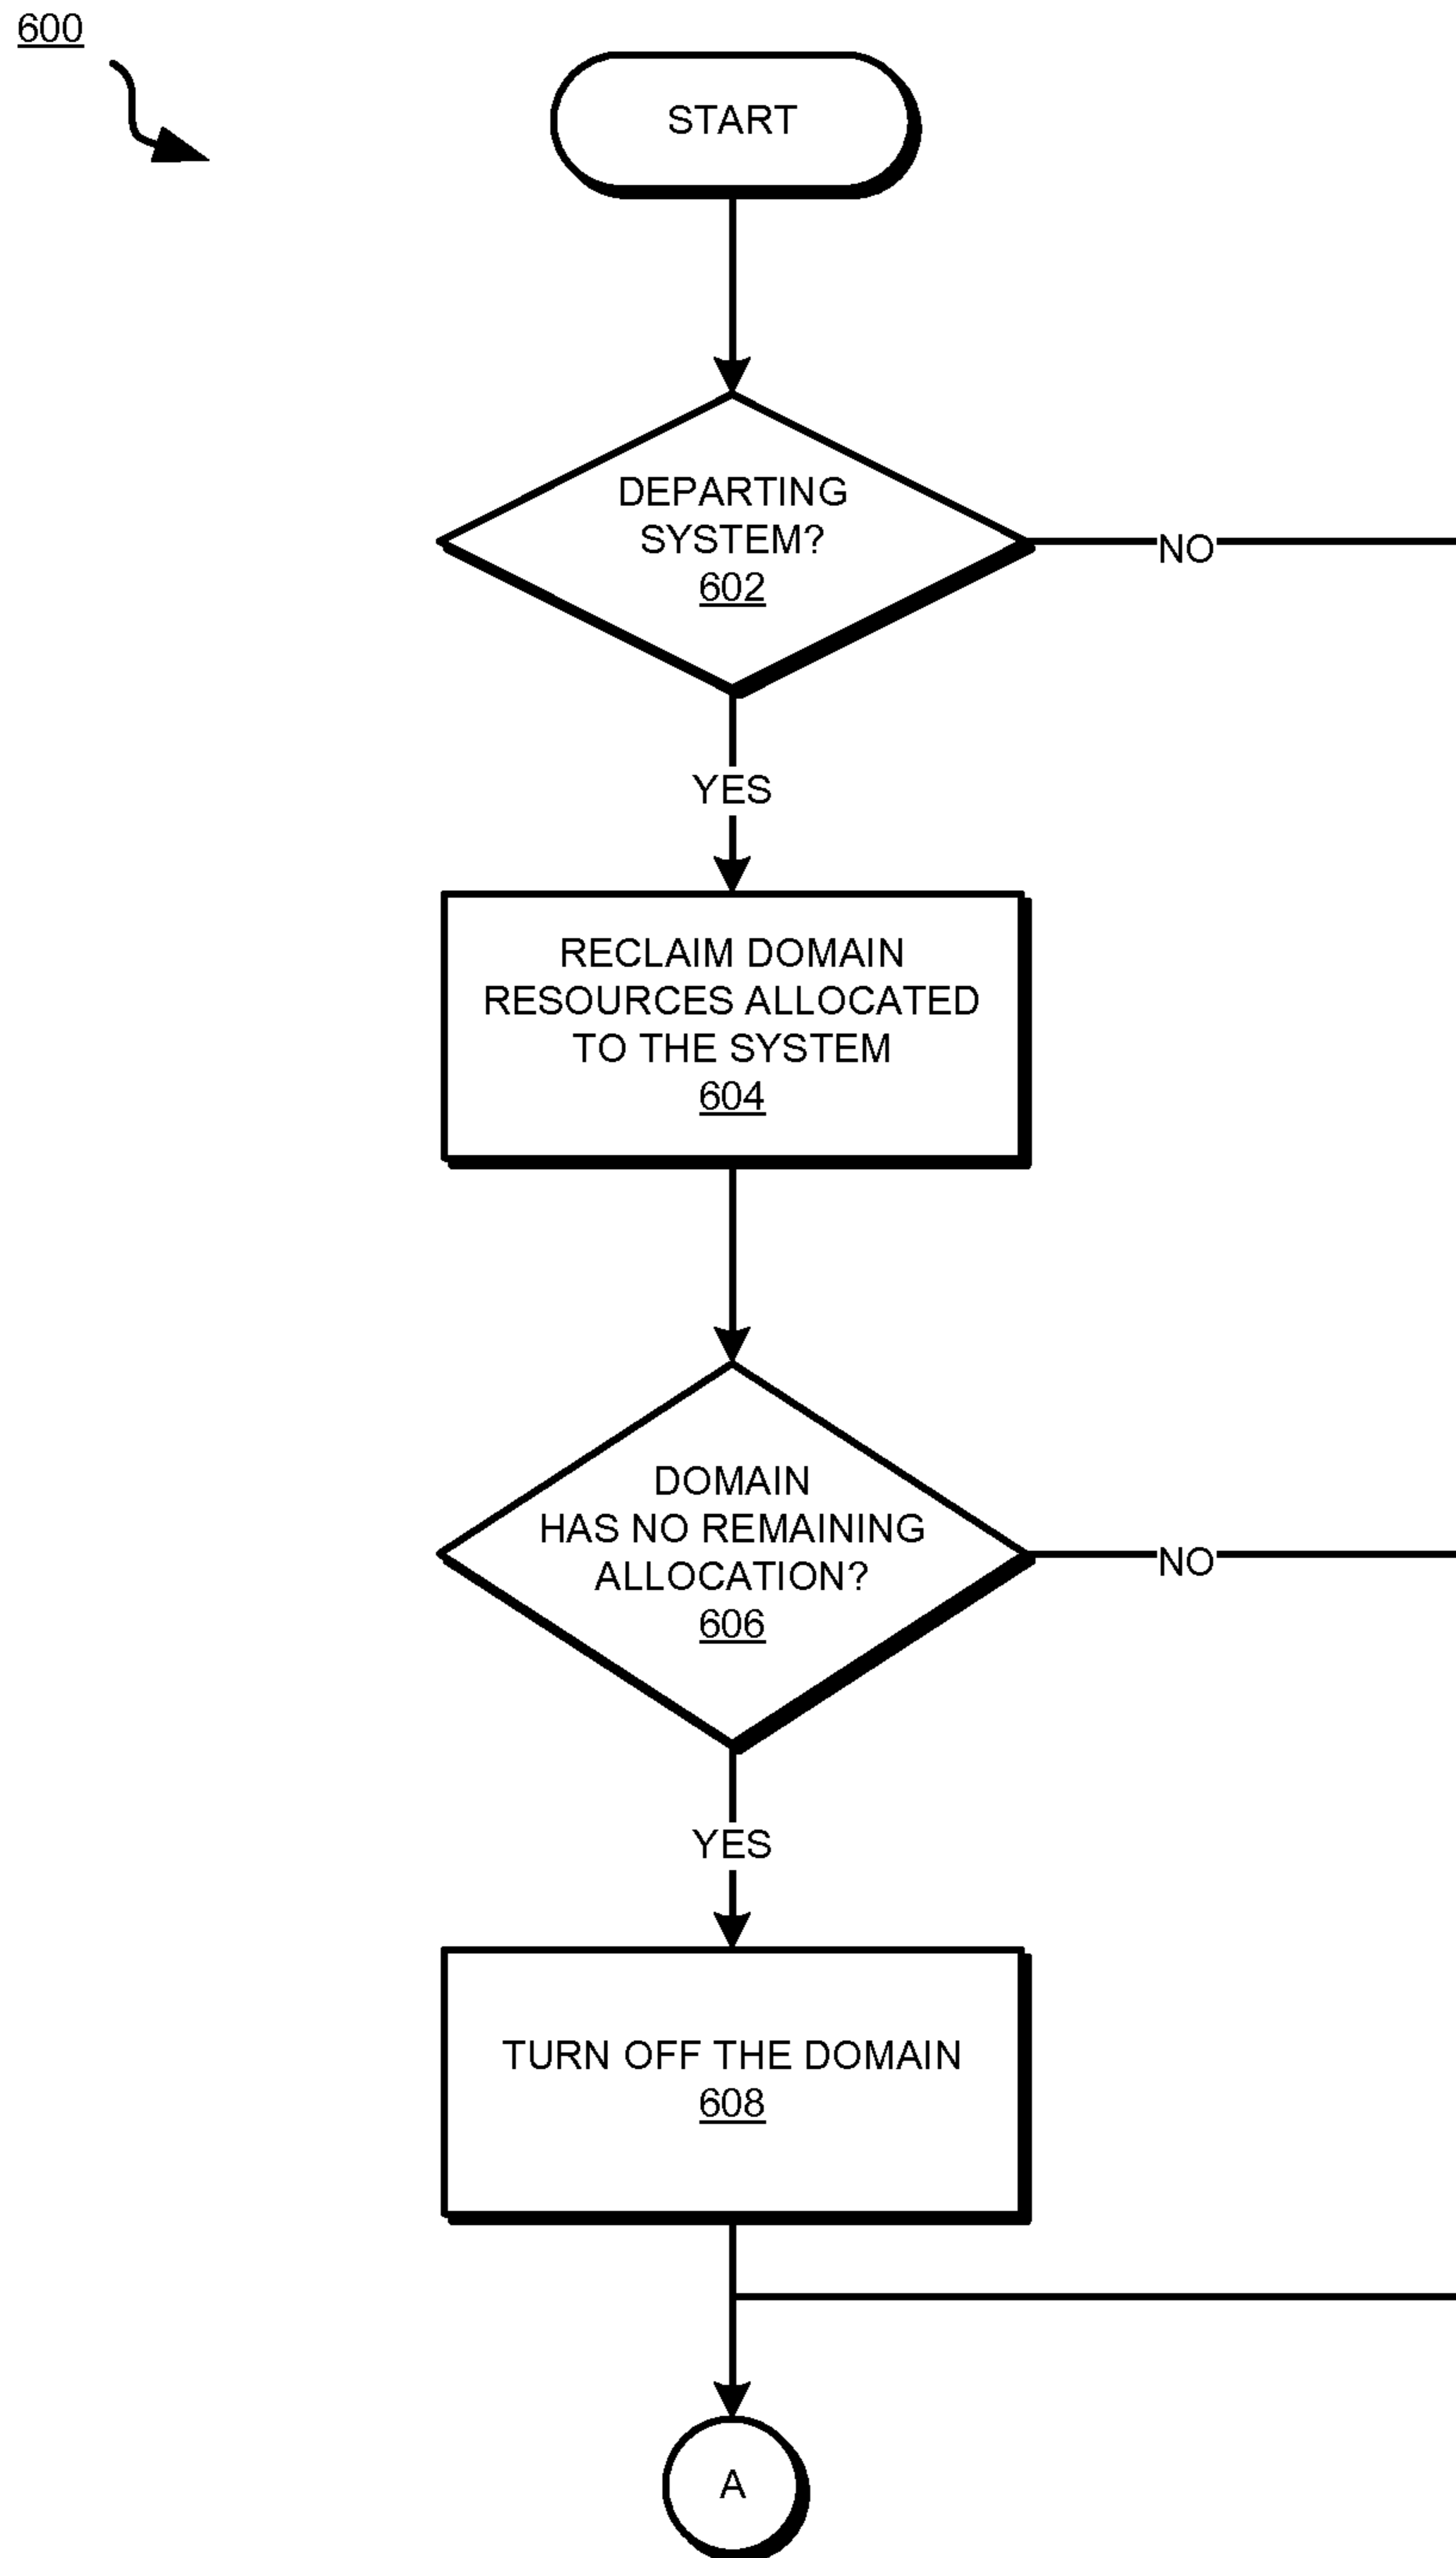 600
START
DEPARTING
SYSTEM?
602
NO
YES
RECLAIM DOMAIN
RESOURCES ALLOCATED
TO THE SYSTEM
604
DOMAIN
HAS NO REMAINING
ALLOCATION?
606
NO
YES
TURN OFF THE DOMAIN
608
A